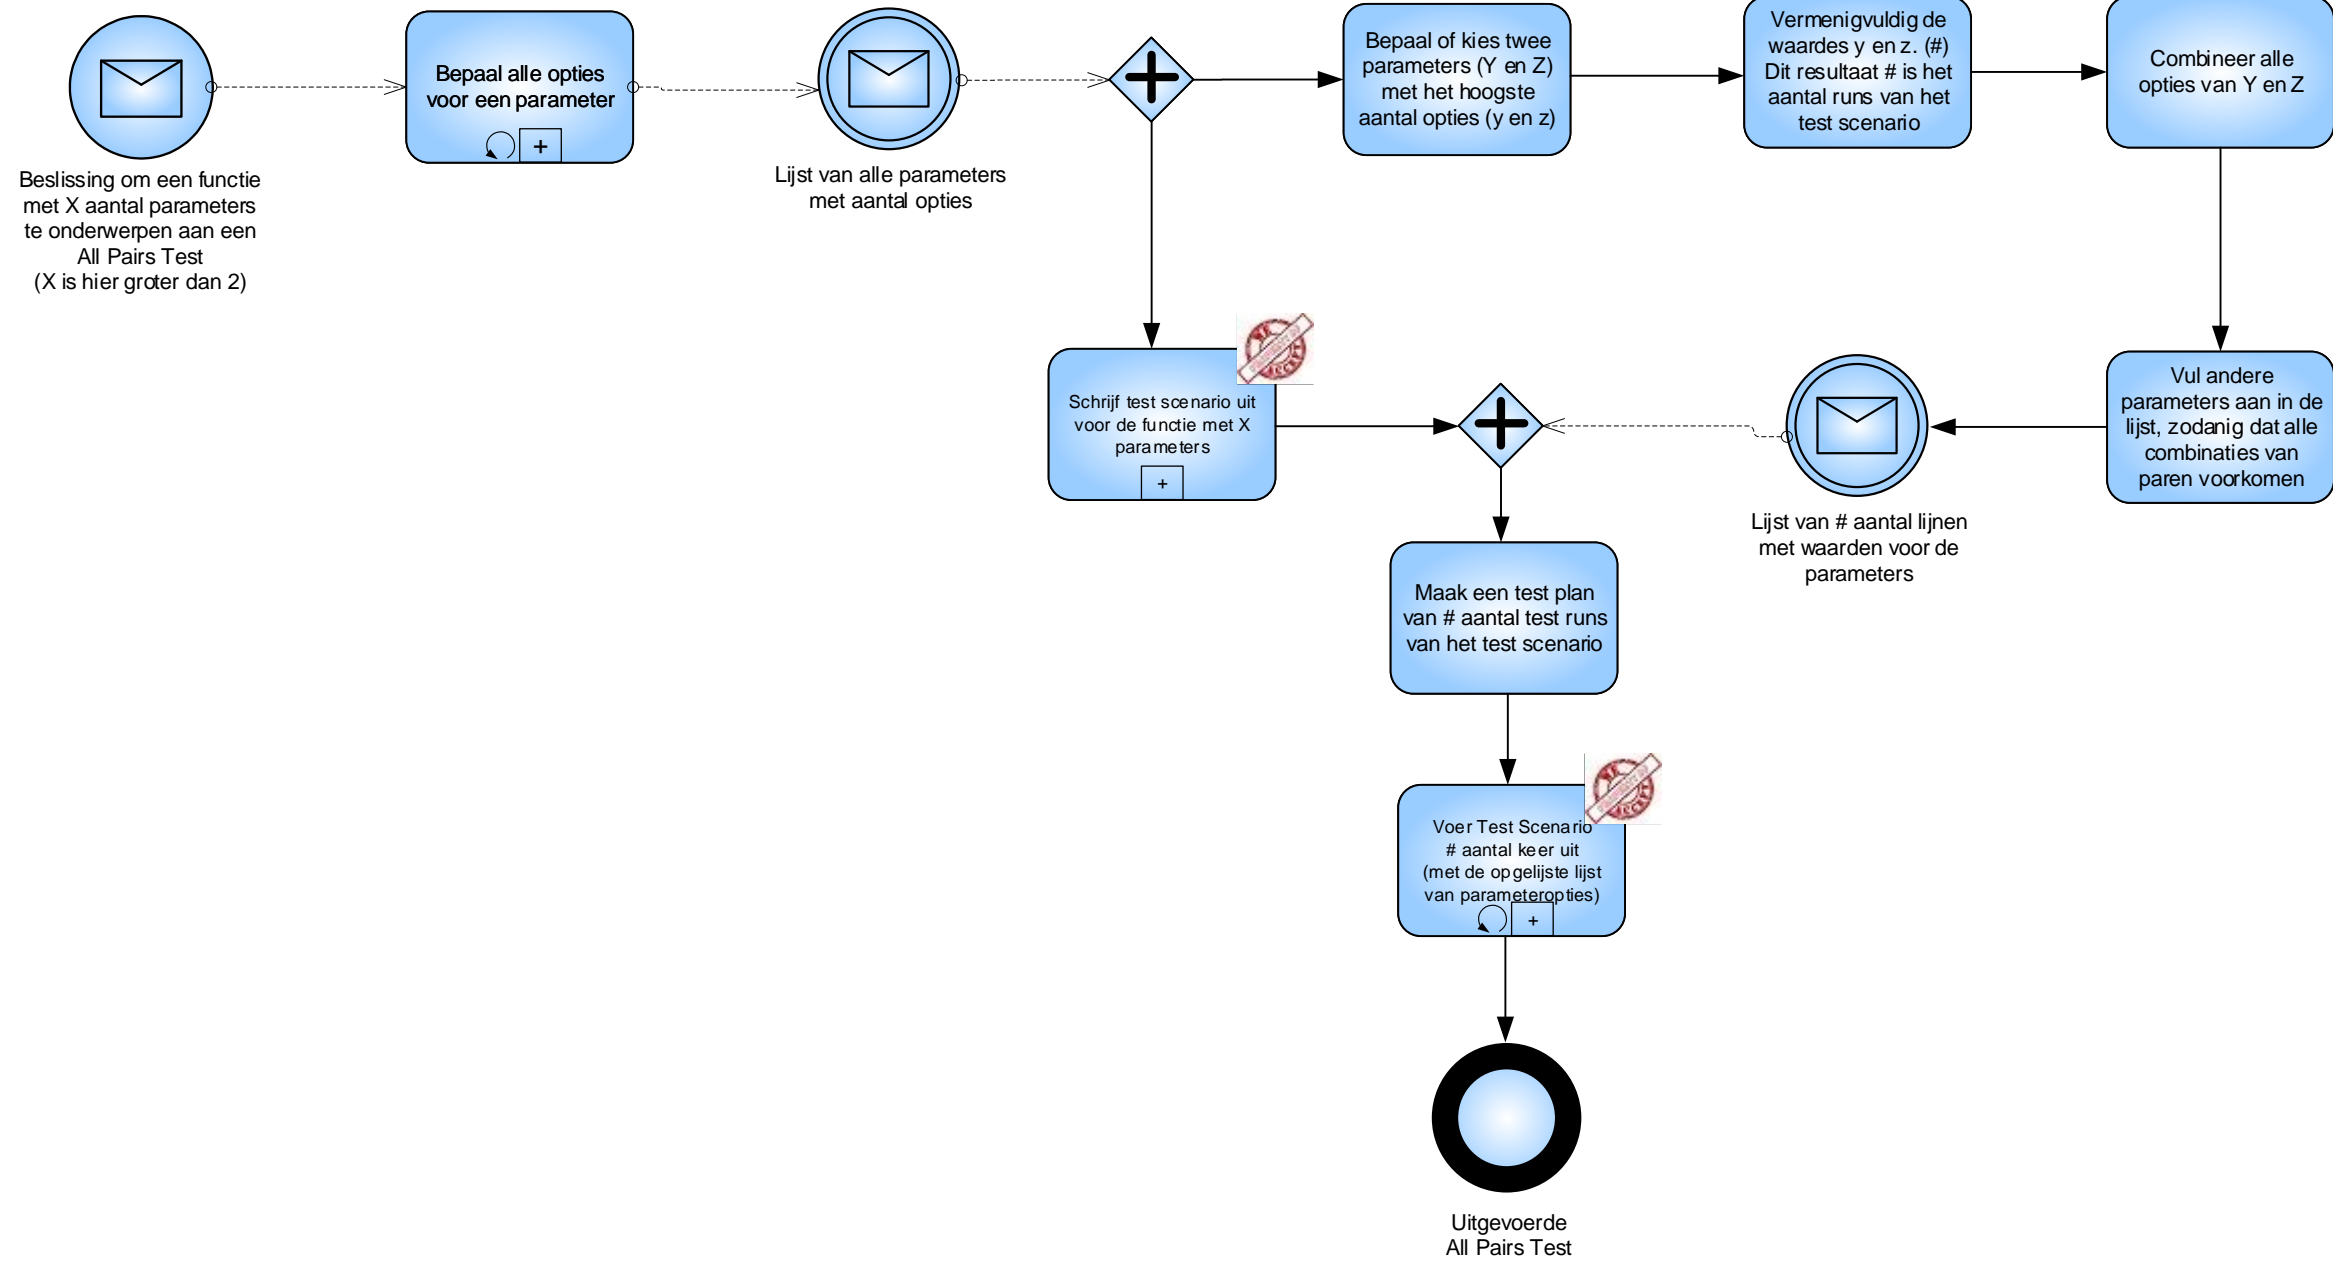 Beslissing om een functie
met X aantal parameters
te onderwerpen aan een
All Pairs Test
(X is hier groter dan 2)
Bepaal alle opties
voor een parameter
+
Lijst van alle parameters
met aantal opties
Bepaal of kies twee
parameters (Y en Z)
met het hoogste
aantal opties (y en z)
Vermenigvuldig de
waardes y en z. (#)
Dit resultaat # is het
aantal runs van het
test scenario
Combineer alle
opties van Y en Z
Schrijf test scenario uit
voor de functie met X
parameters
+
Vul andere
parameters aan in de
lijst, zodanig dat alle
combinaties van
paren voorkomen
Lijst van # aantal lijnen
met waarden voor de
parameters
Maak een test plan
van # aantal test runs
van het test scenario
Voer Test Scenario
# aantal keer uit
(met de opgelijste lijst
van parameteropties)
+
Uitgevoerde
All Pairs Test